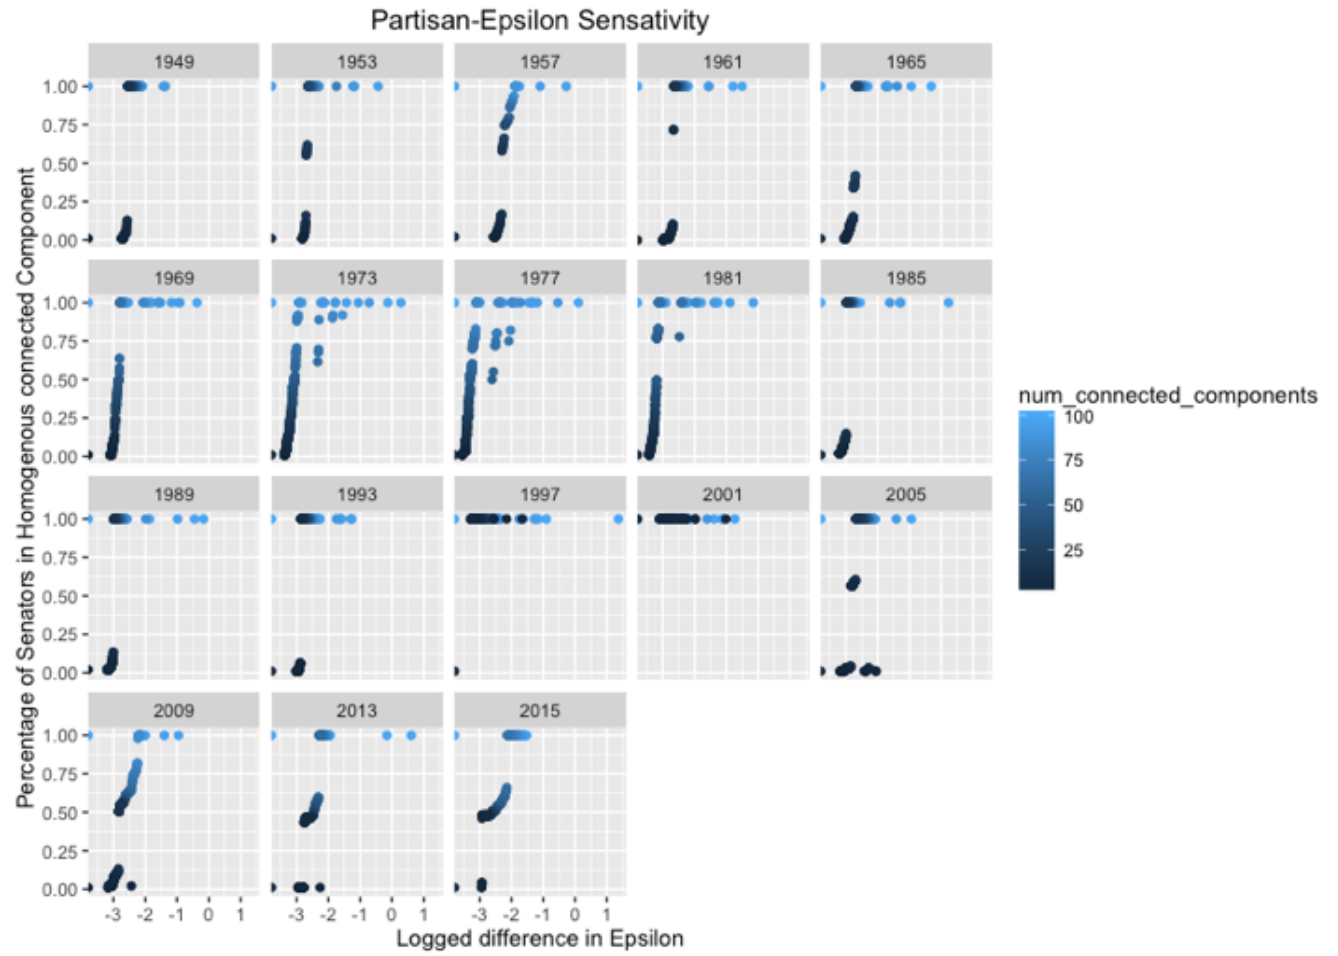 Partisan-Epsilon Sensativity
1949 1953 1957 1961 1965
1.00
0.75
0.50
0.25
0.00
1969 1973 1977 1981 1985
1.00
0.75
0.50
0.25
0.00
1989 1993 1997 2001 2005
1.00
0.75
0.50
0.25
0.00
2009 2013 2015
1.00
0.75
0.50
0.25
0.00
-3 -2 -1 0 1 -3 -2 -1 0 1 -3 -2 -1 0 1
Logged difference in Epsilon
Percentage of Senators in Homogenous connected Component
num_connected_components
100
75
50
25